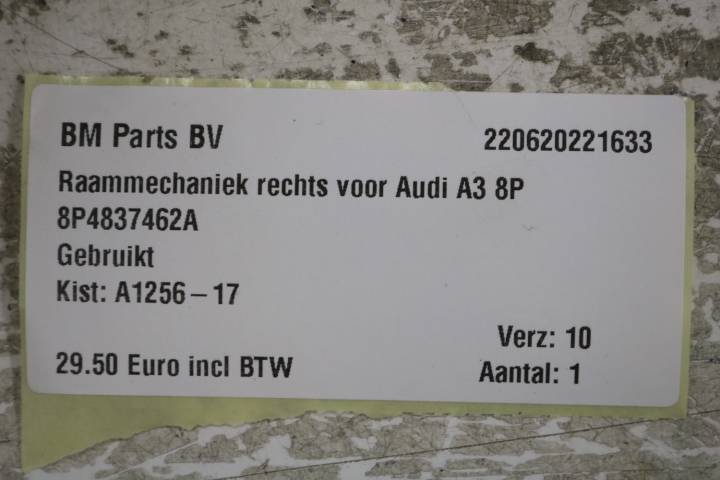 BM Parts BV 220620221633
Raammechaniek rechts voor Audi A3 8P
8P4837462A
Gebruikt
Kist: A1256 – 17
Verz: 10
29.50 Euro incl BTW Aantal: 1